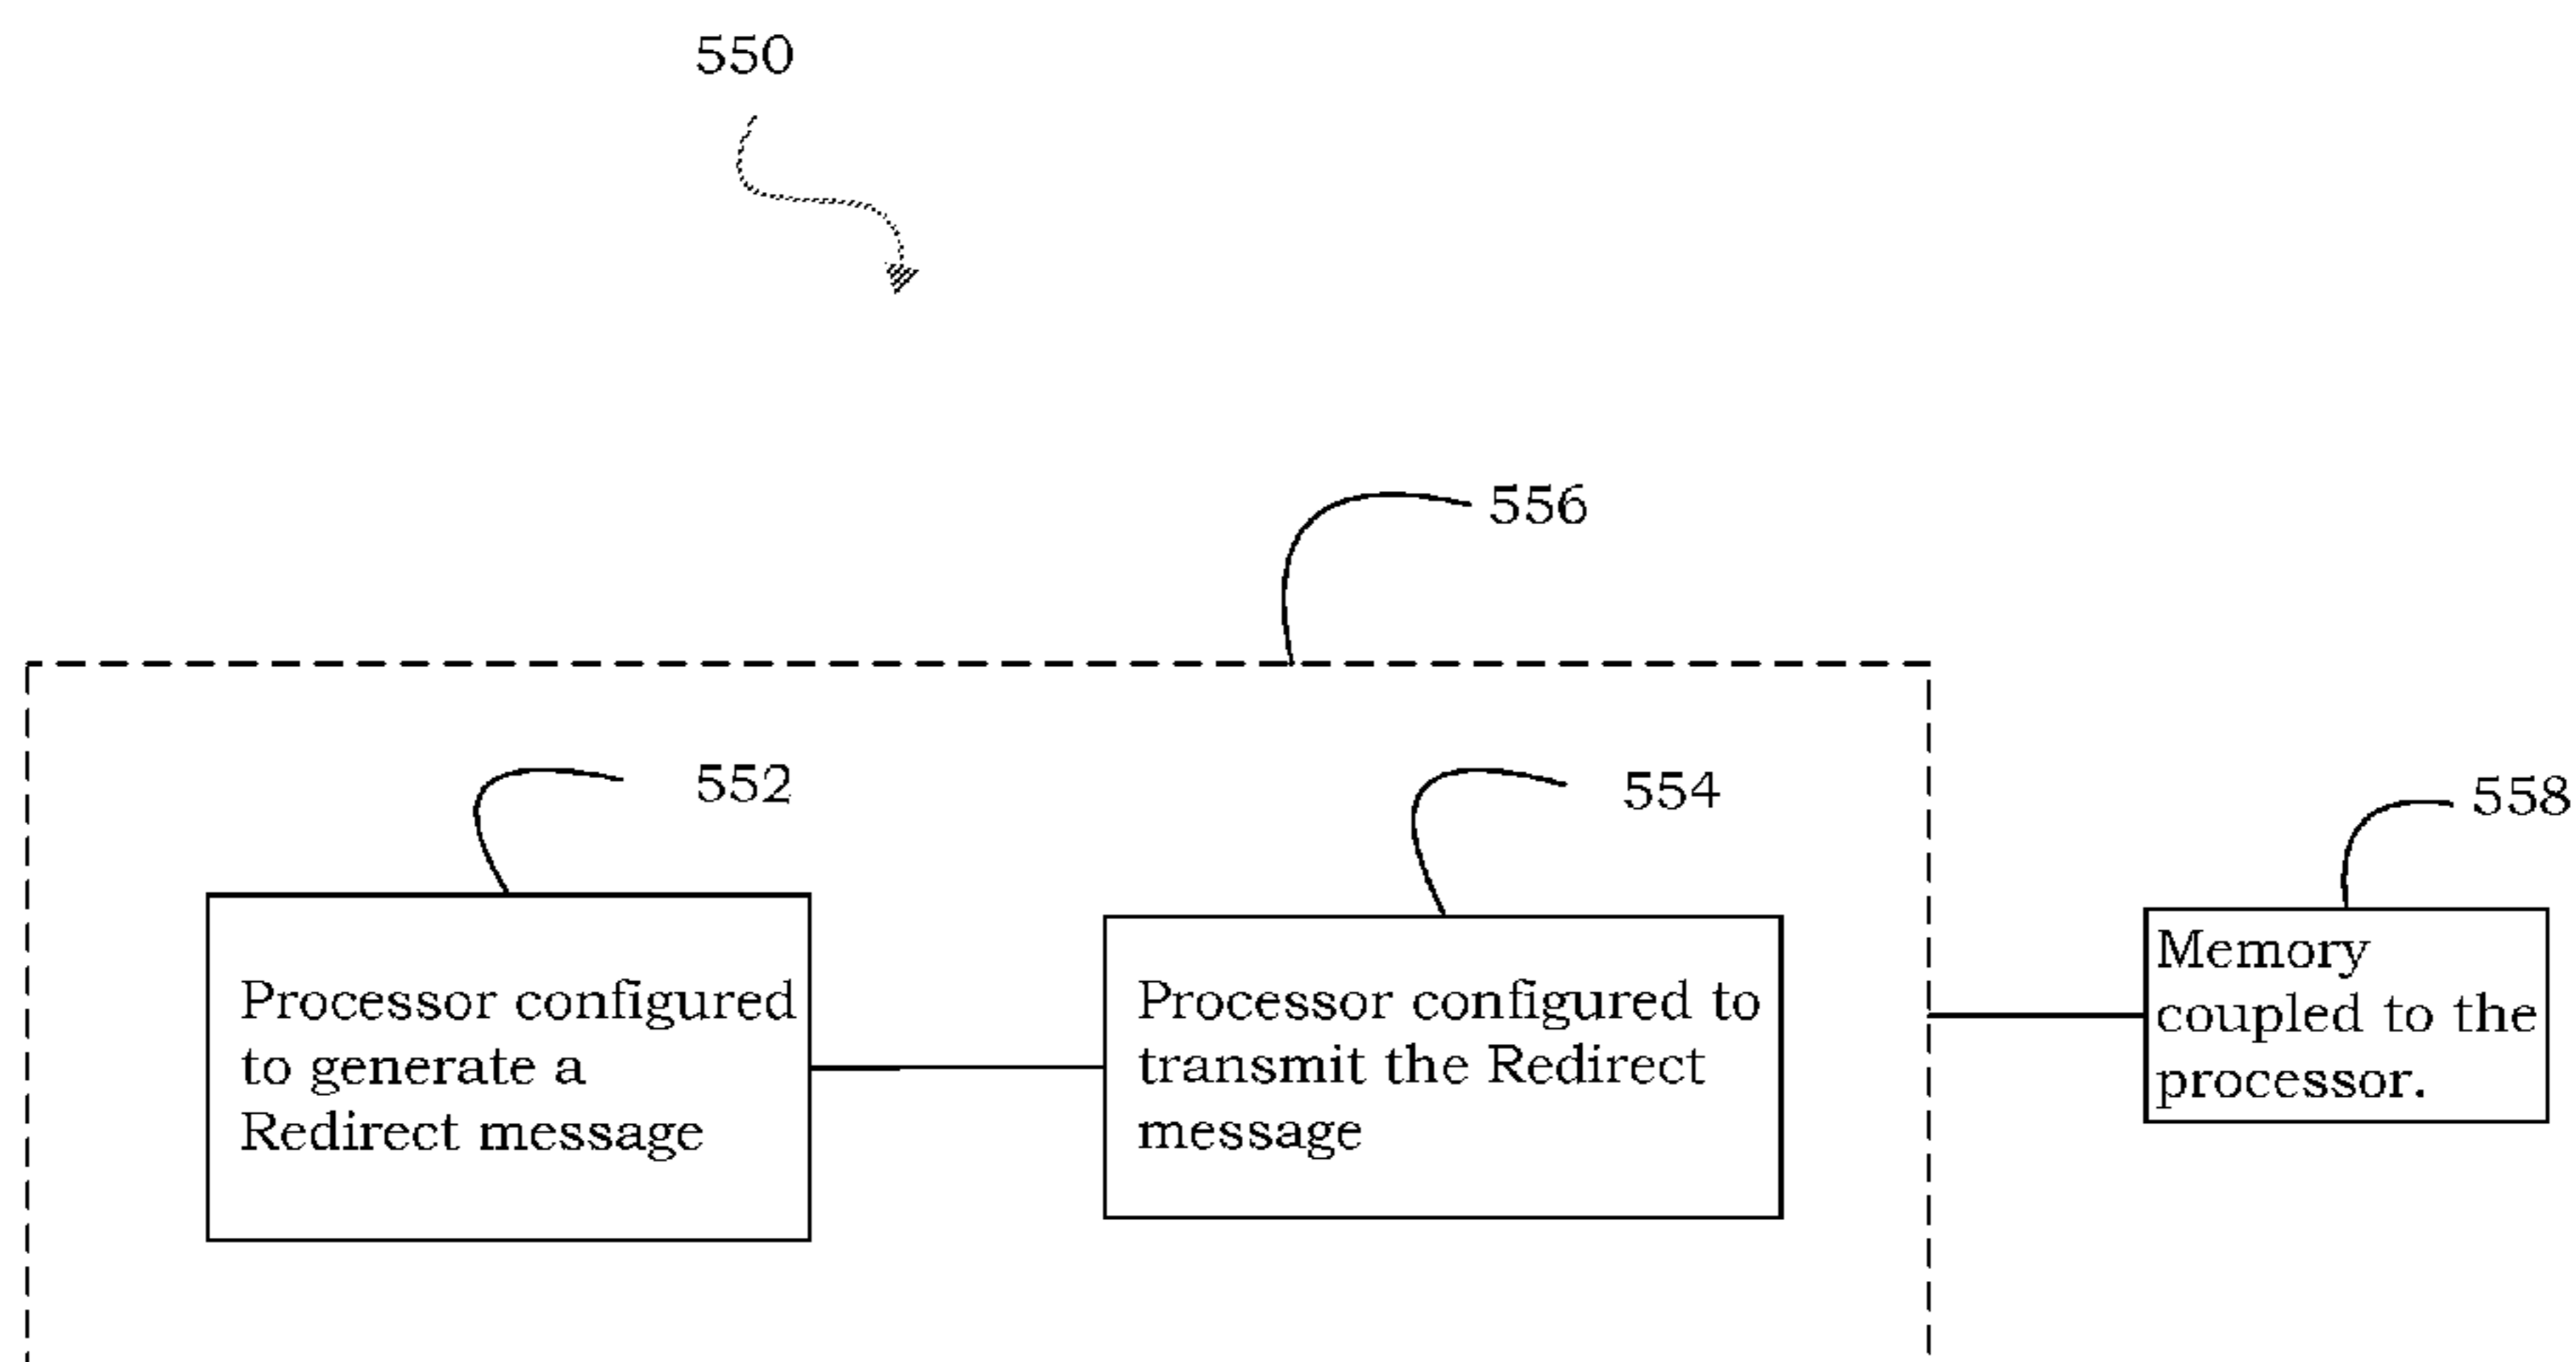 550
556
552
554
558
Processor configured
to generate a
Redirect message
Processor configured to
transmit the Redirect
message
Memory
coupled to the
processor.